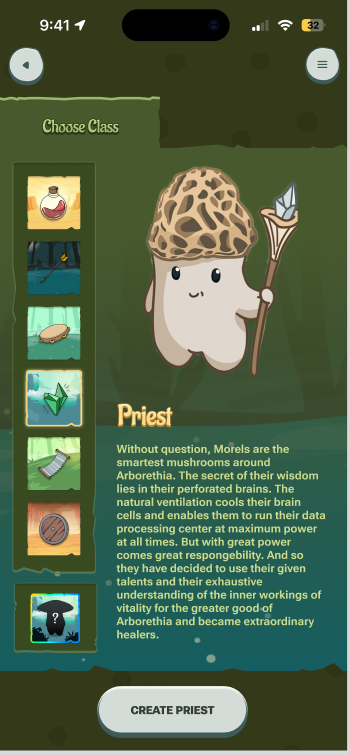 9:41
32
Choose Class
?
Priest
Without question, Morels are the
smartest mushrooms around
Arborethia. The secret of their wisdom
lies in their perforated brains. The
natural ventilation cools their brain
cells and enables them to run their data
processing center at maximum power
at all times. But with great power
comes great respongebility. And so
they have decided to use their given
talents and their exhaustive
understanding of the inner workings of
vitality for the greater good of
Arborethia and became extraordinary
healers.
CREATE PRIEST